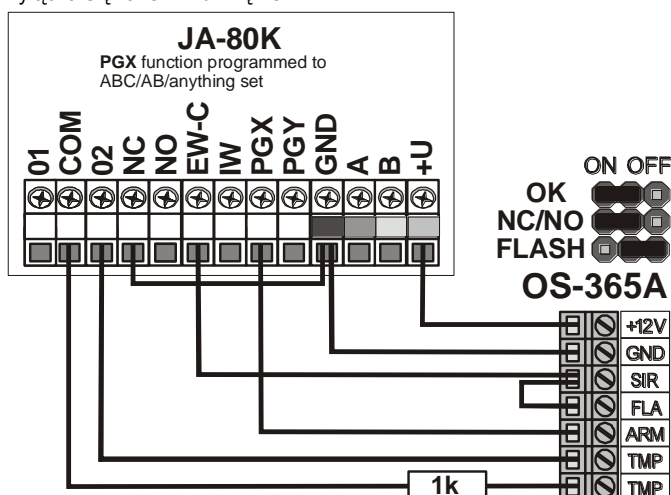 JA-80K
PGX function programmed to
ABC/AB/anything set
01 COM 02 NC NO EW-C IW PGX PGY GND A B +U
ON OFF
OK
NC/NO
FLASH
OS-365A
+12V
GND
SIR
FLA
ARM
TMP
1k
TMP